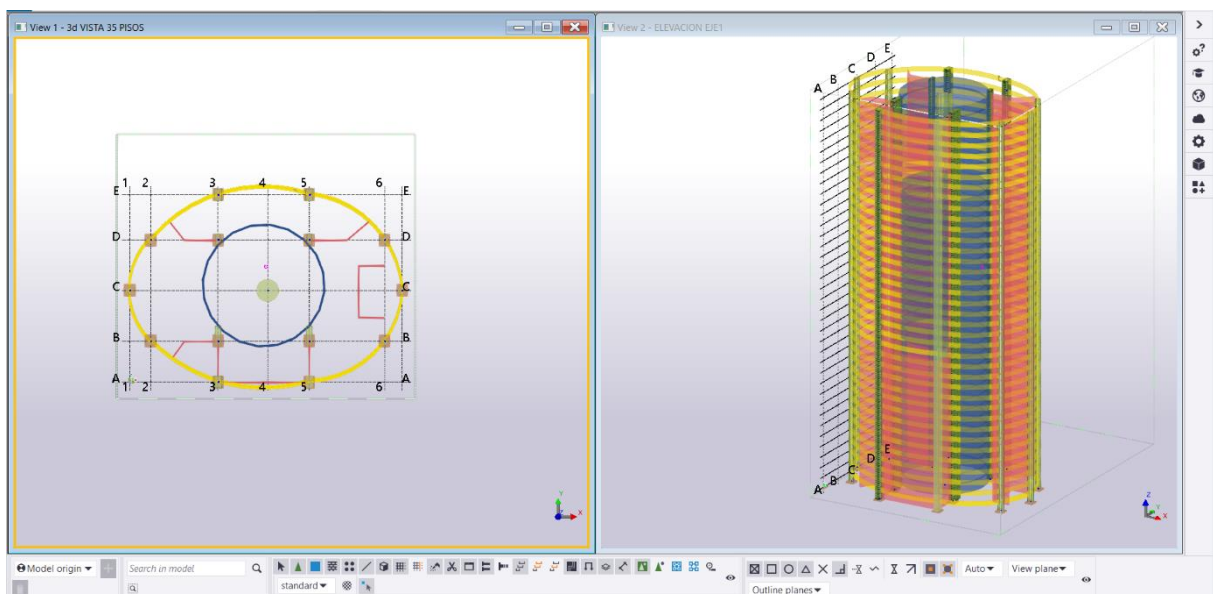 View 1 - 3d VISTA 35 PISOS
1 2 3 4 5 6
E E
D D
C C
B B
A A
1 2 3 4 5 6
Y
Z X
View 2 - ELEVACION EJE1
A B C D E
A B C D E
Z
Y
X
Model origin
Search in model
standard
Auto
View plane
Outline planes